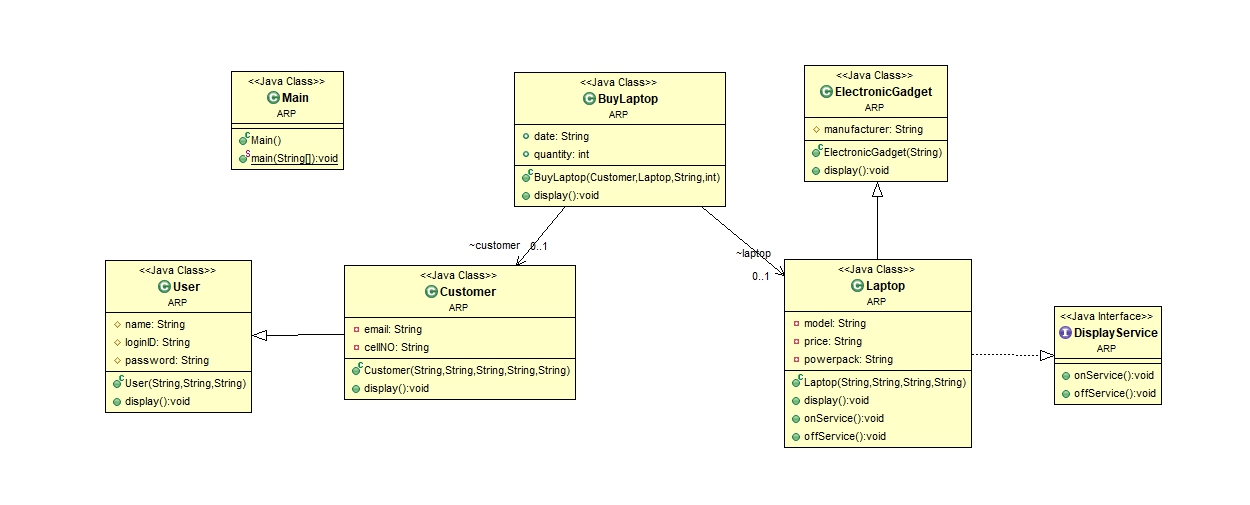 <<Java Class>>
Main
ARP
Main()
main(String[]):void
<<Java Class>>
BuyLaptop
ARP
date: String
quantity: int
BuyLaptop(Customer,Laptop,String,int)
display():void
<<Java Class>>
ElectronicGadget
ARP
manufacturer: String
ElectronicGadget(String)
display():void
~customer
0..1
~laptop
0..1
<<Java Class>>
User
ARP
name: String
loginID: String
password: String
User(String,String,String)
display():void
<<Java Class>>
Customer
ARP
email: String
cellNO: String
Customer(String,String,String,String,String)
display():void
<<Java Class>>
Laptop
ARP
model: String
price: String
powerpack: String
Laptop(String,String,String,String)
display():void
onService():void
offService():void
<<Java Interface>>
DisplayService
ARP
onService():void
offService():void